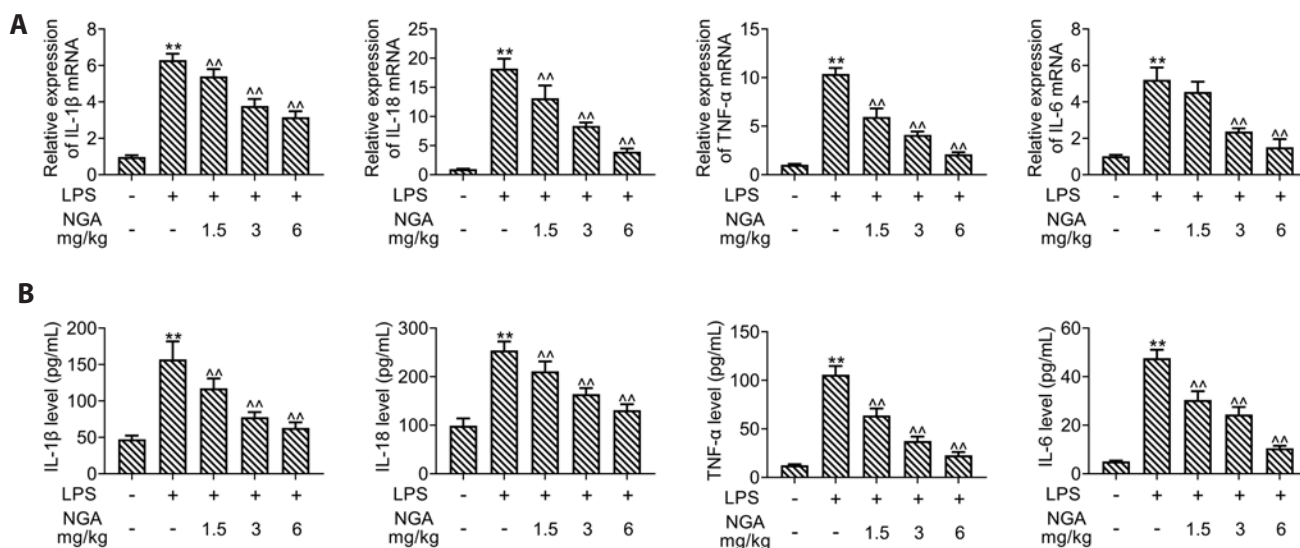 A
Relative expression
of IL-1β mRNA
8
6
4
2
0
**
^^
^^
^^
LPS - + + + +
NGA
mg/kg - - 1.5 3 6
Relative expression
of IL-18 mRNA
25
20
15
10
5
0
**
^^
^^
^^
LPS - + + + +
NGA
mg/kg - - 1.5 3 6
Relative expression
of TNF-α mRNA
15
10
5
0
**
^^
^^
^^
LPS - + + + +
NGA
mg/kg - - 1.5 3 6
Relative expression
of IL-6 mRNA
8
6
4
2
0
**
^^
^^
LPS - + + + +
NGA
mg/kg - - 1.5 3 6
B
IL-1β level (pg/mL)
200
150
100
50
0
**
^^
^^
^^
LPS - + + + +
NGA
mg/kg - - 1.5 3 6
IL-18 level (pg/mL)
300
200
100
0
**
^^
^^
^^
LPS - + + + +
NGA
mg/kg - - 1.5 3 6
TNF-α level (pg/mL)
150
100
50
0
**
^^
^^
^^
LPS - + + + +
NGA
mg/kg - - 1.5 3 6
IL-6 level (pg/mL)
60
40
20
0
**
^^
^^
^^
LPS - + + + +
NGA
mg/kg - - 1.5 3 6